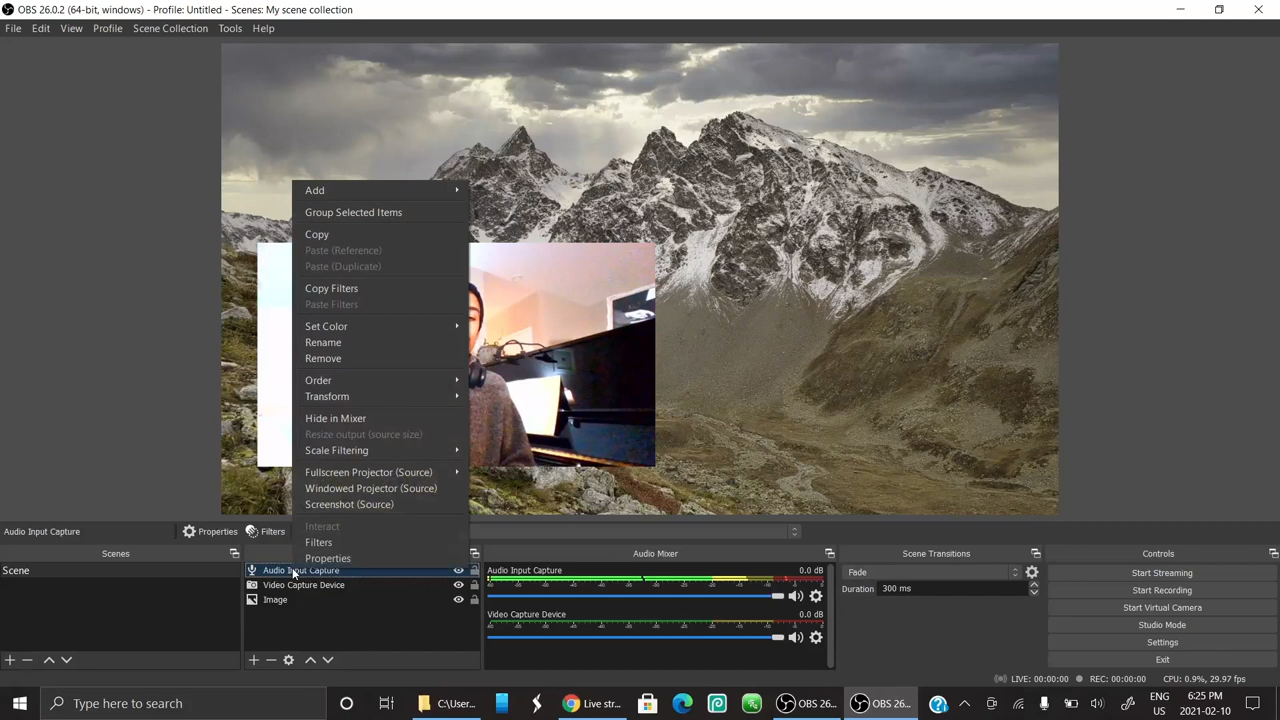 OBS 26.0.2 (64-bit, windows) - Profile: Untitled - Scenes: My scene collection
File Edit View Profile Scene Collection Tools Help
Add
Group Selected Items
Copy
Paste (Reference)
Paste (Duplicate)
Copy Filters
Paste Filters
Set Color
Rename
Remove
Order
Transform
Hide in Mixer
Resize output (source size)
Scale Filtering
Fullscreen Projector (Source)
Windowed Projector (Source)
Screenshot (Source)
Interact
Filters
Properties
Audio Input Capture Properties Filters
Scenes
Scene
Audio Input Capture
Video Capture Device
Image
Audio Mixer
Audio Input Capture 0.0 dB
Video Capture Device 0.0 dB
Scene Transitions
Fade
Duration 300 ms
Controls
Start Streaming
Start Recording
Start Virtual Camera
Studio Mode
Settings
Exit
LIVE: 00:00:00 REC: 00:00:00 CPU: 0.9%, 29.97 fps
Type here to search
C:\Use...
Live str...
OBS 26...
OBS 26...
ENG
US
6:25 PM
2021-02-10